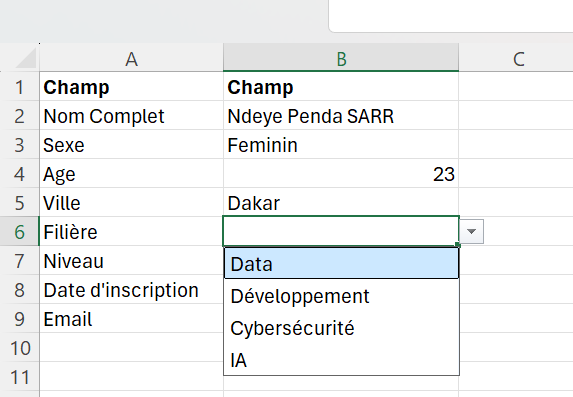 A B C
1 Champ Champ
2 Nom Complet Ndeye Penda SARR
3 Sexe Feminin
4 Age 23
5 Ville Dakar
6 Filière
7 Niveau Data
8 Date d'inscription Développement
9 Email Cybersécurité
10 IA
11